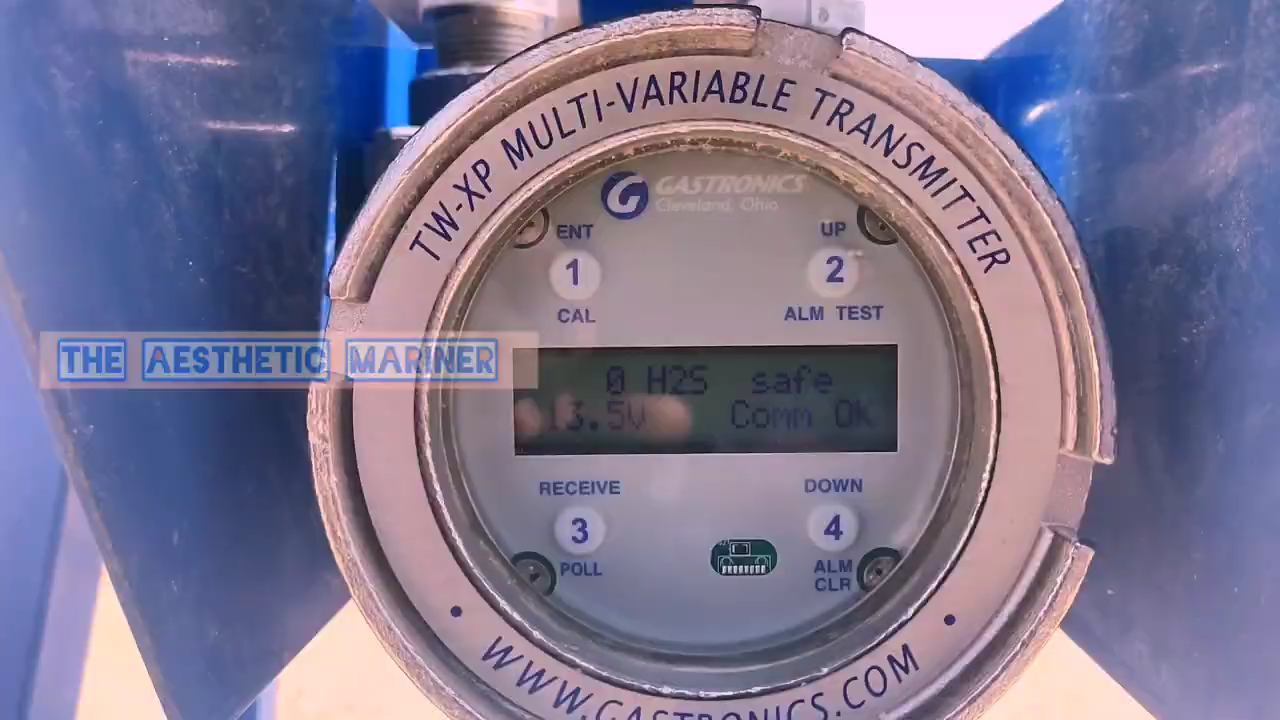 TW-XP MULTI-VARIABLE TRANSMITTER
G GASTRONICS
Cleveland, Ohio
ENT
1
CAL
UP
2
ALM TEST
THE AESTHETIC MARINER
0 H2S safe
13.5V Comm OK
RECEIVE
3
POLL
DOWN
4
ALM
CLR
• WWW.GASTRONICS.COM •